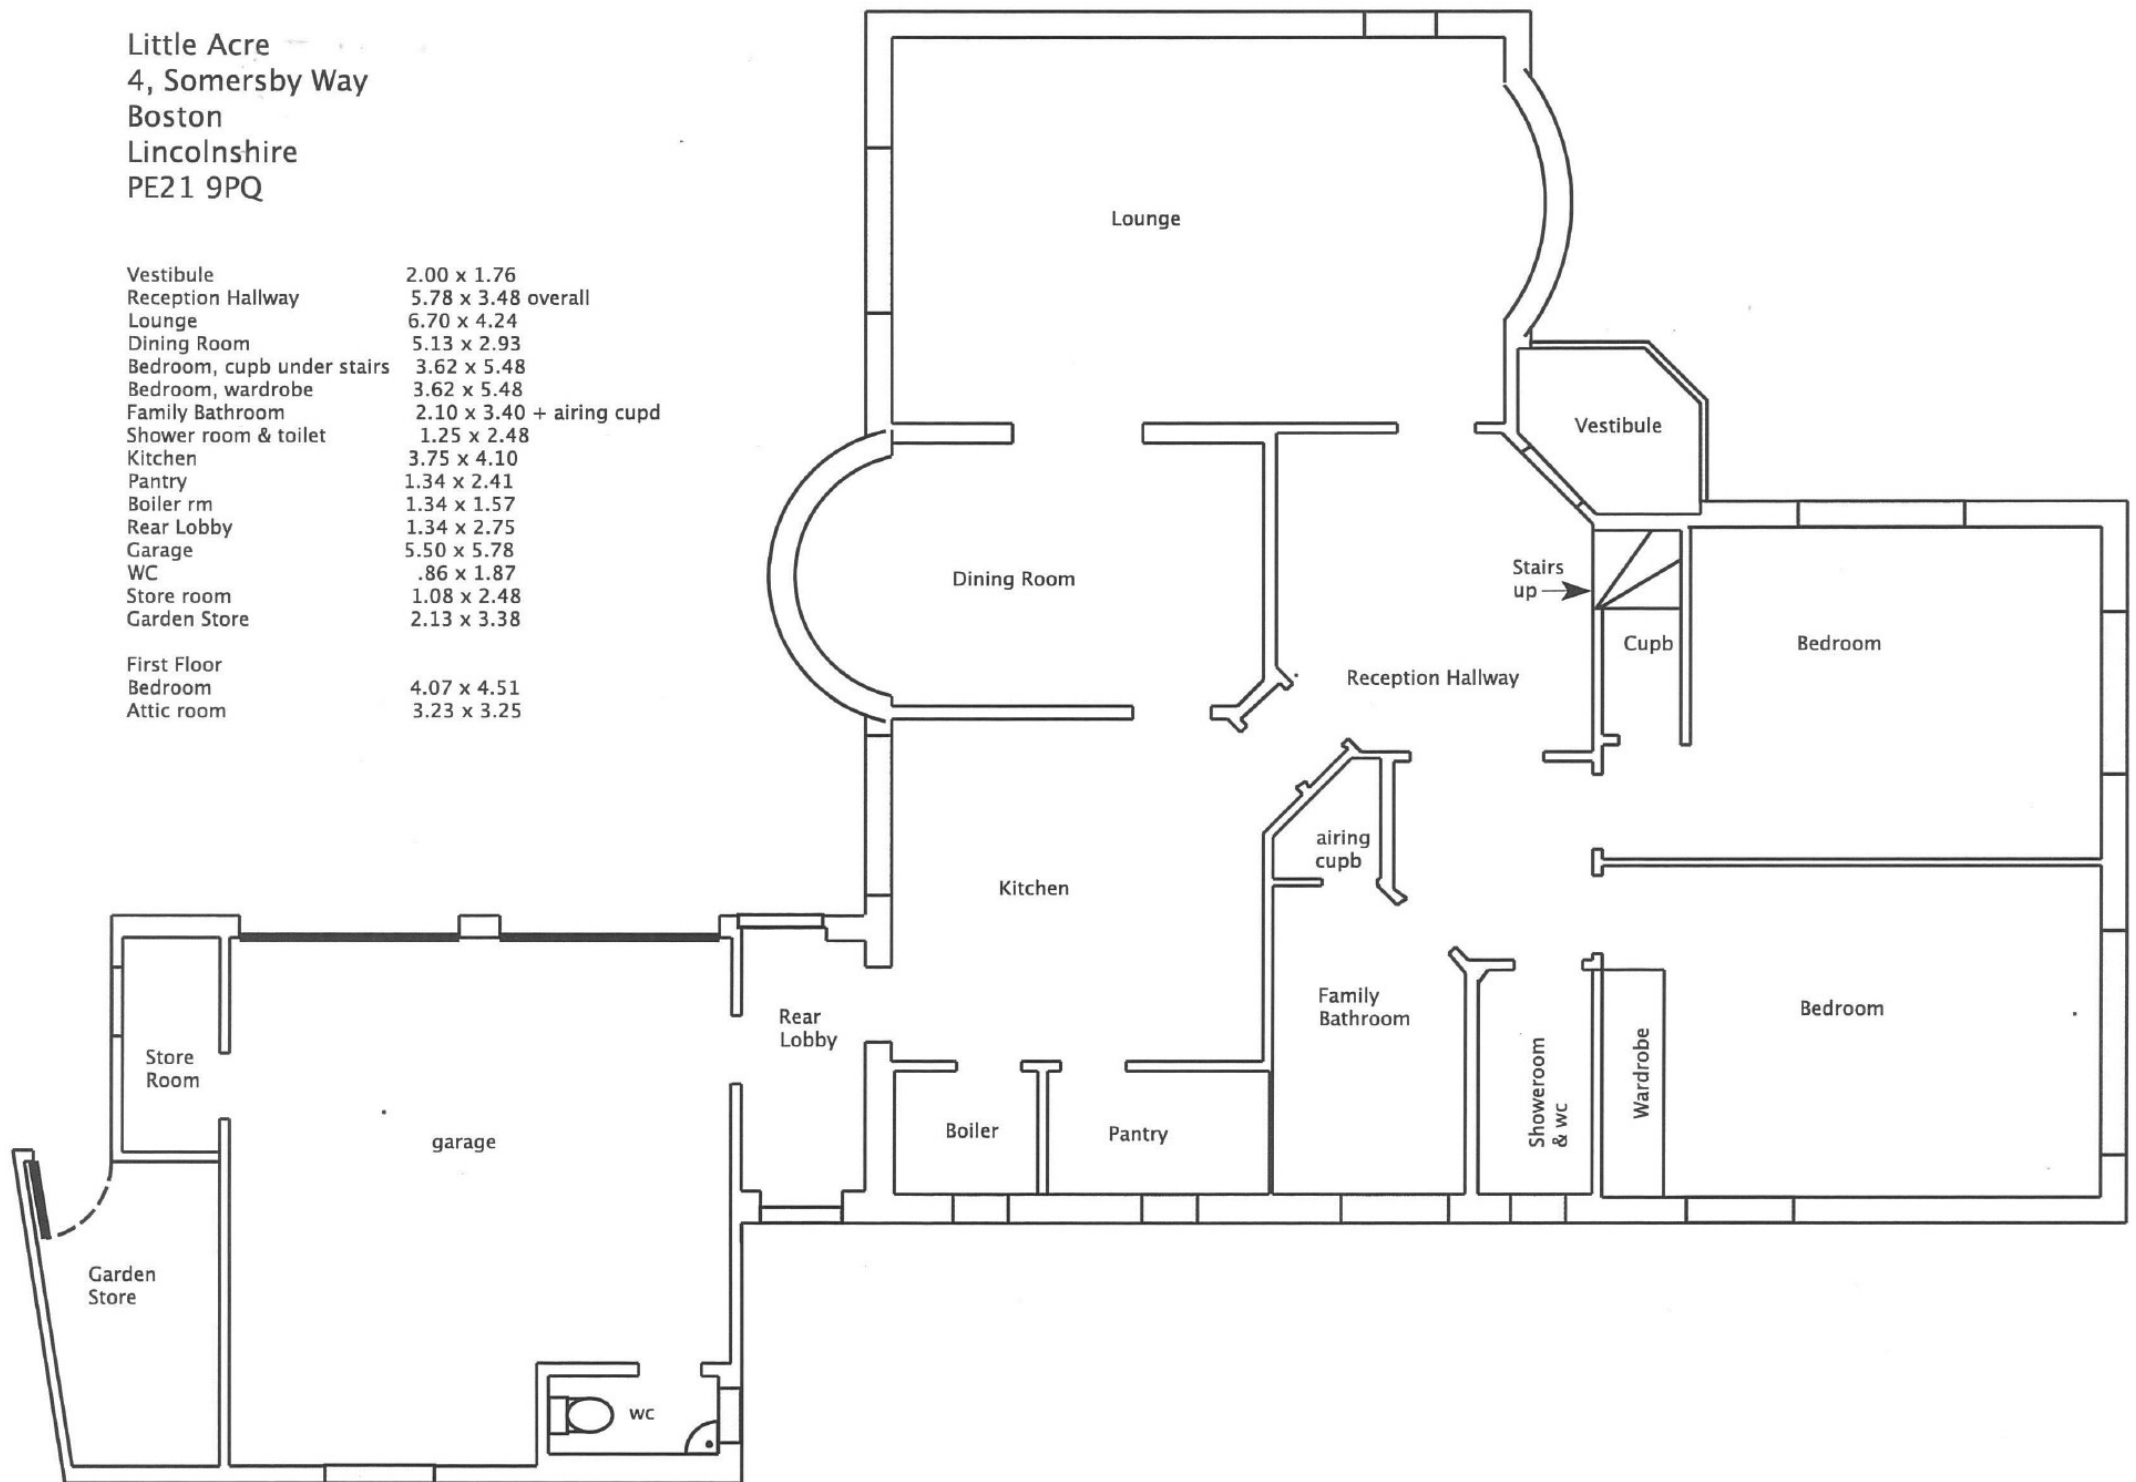 Little Acre
4, Somersby Way
Boston
Lincolnshire
PE21 9PQ
Vestibule 2.00 x 1.76
Reception Hallway 5.78 x 3.48 overall
Lounge 6.70 x 4.24
Dining Room 5.13 x 2.93
Bedroom, cupb under stairs 3.62 x 5.48
Bedroom, wardrobe 3.62 x 5.48
Family Bathroom 2.10 x 3.40 + airing cupd
Shower room & toilet 1.25 x 2.48
Kitchen 3.75 x 4.10
Pantry 1.34 x 2.41
Boiler rm 1.34 x 1.57
Rear Lobby 1.34 x 2.75
Garage 5.50 x 5.78
WC .86 x 1.87
Store room 1.08 x 2.48
Garden Store 2.13 x 3.38
First Floor
Bedroom 4.07 x 4.51
Attic room 3.23 x 3.25
Lounge
Vestibule
Dining Room
Stairs
up
Cupb
Bedroom
Reception Hallway
airing
cupb
Kitchen
Family
Bathroom
Bedroom
Rear
Lobby
Store
Room
Showeroom
& wc
Wardrobe
Boiler
Pantry
garage
Garden
Store
wc